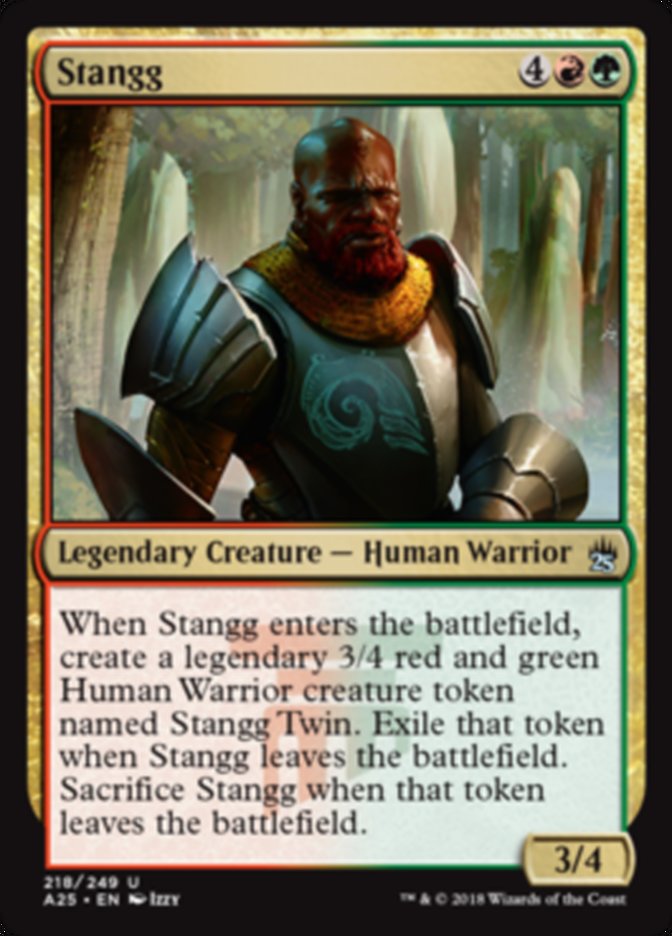 Stangg 4
Legendary Creature — Human Warrior 25
When Stangg enters the battlefield,
create a legendary 3/4 red and green
Human Warrior creature token
named Stangg Twin. Exile that token
when Stangg leaves the battlefield.
Sacrifice Stangg when that token
leaves the battlefield.
3/4
218/249 U
A25 • EN Izzy ™ & © 2018 Wizards of the Coast